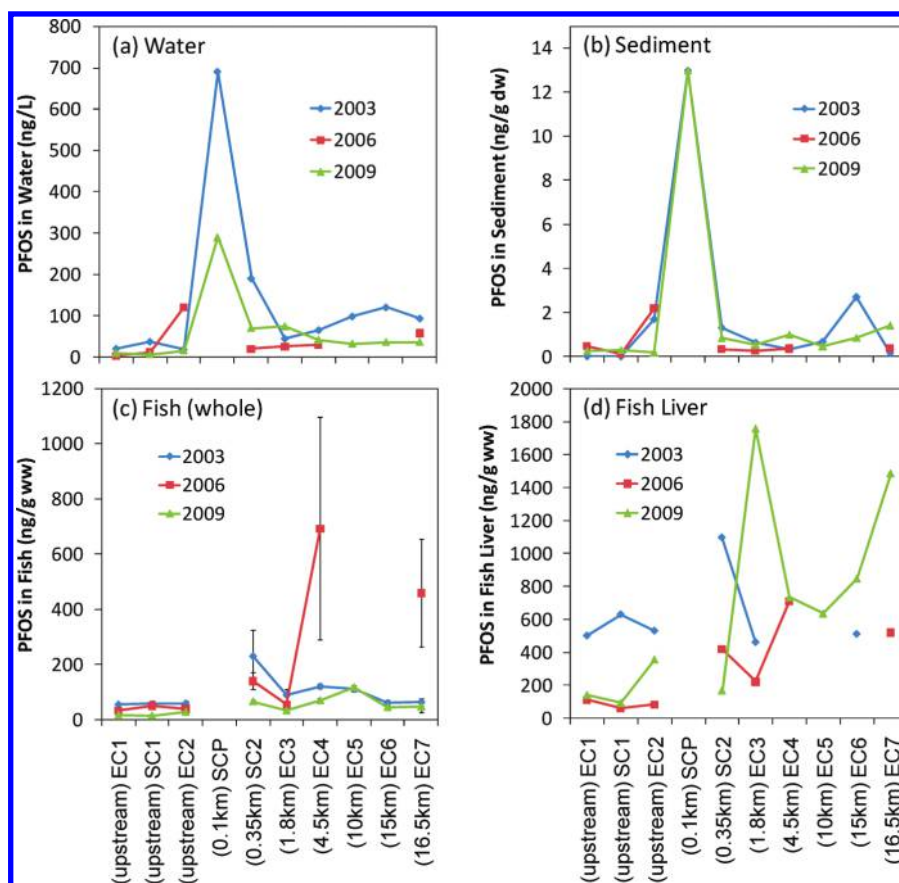 (a) Water
PFOS in Water (ng/L)
800
700
600
500
400
300
200
100
0
2003
2006
2009
(b) Sediment
PFOS in Sediment (ng/g dw)
14
12
10
8
6
4
2
0
2003
2006
2009
(c) Fish (whole)
PFOS in Fish (ng/g ww)
1200
1000
800
600
400
200
0
2003
2006
2009
(d) Fish Liver
PFOS in Fish Liver (ng/g ww)
2000
1800
1600
1400
1200
1000
800
600
400
200
0
2003
2006
2009
(upstream) EC1
(upstream) SC1
(upstream) EC2
(0.1km) SCP
(0.35km) SC2
(1.8km) EC3
(4.5km) EC4
(10km) EC5
(15km) EC6
(16.5km) EC7
(upstream) EC1
(upstream) SC1
(upstream) EC2
(0.1km) SCP
(0.35km) SC2
(1.8km) EC3
(4.5km) EC4
(10km) EC5
(15km) EC6
(16.5km) EC7